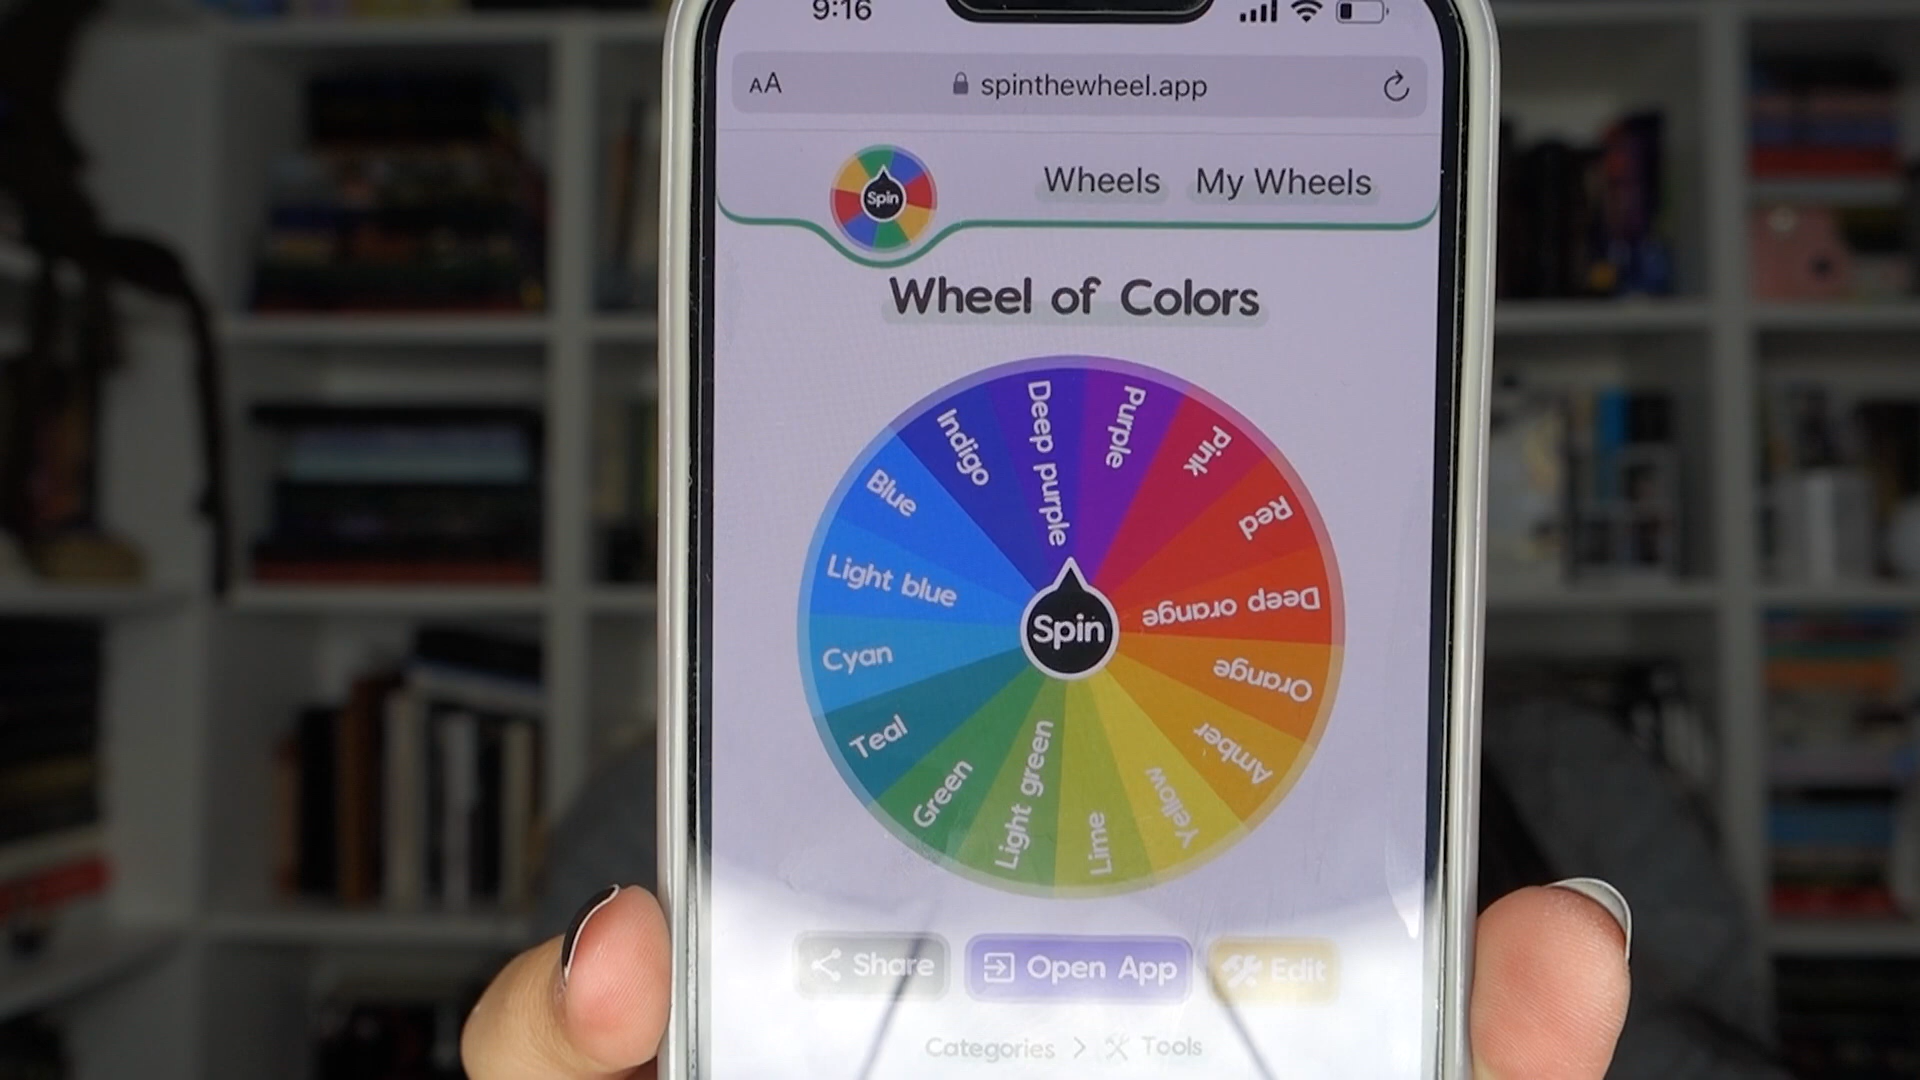 9:16
AA spinthewheel.app
Spin Wheels My Wheels
Wheel of Colors
Deep purple
Purple
Pink
Red
Deep orange
Orange
Amber
Yellow
Lime
Light green
Green
Teal
Cyan
Light blue
Blue
Indigo
Spin
Share Open App Edit
Categories > Tools